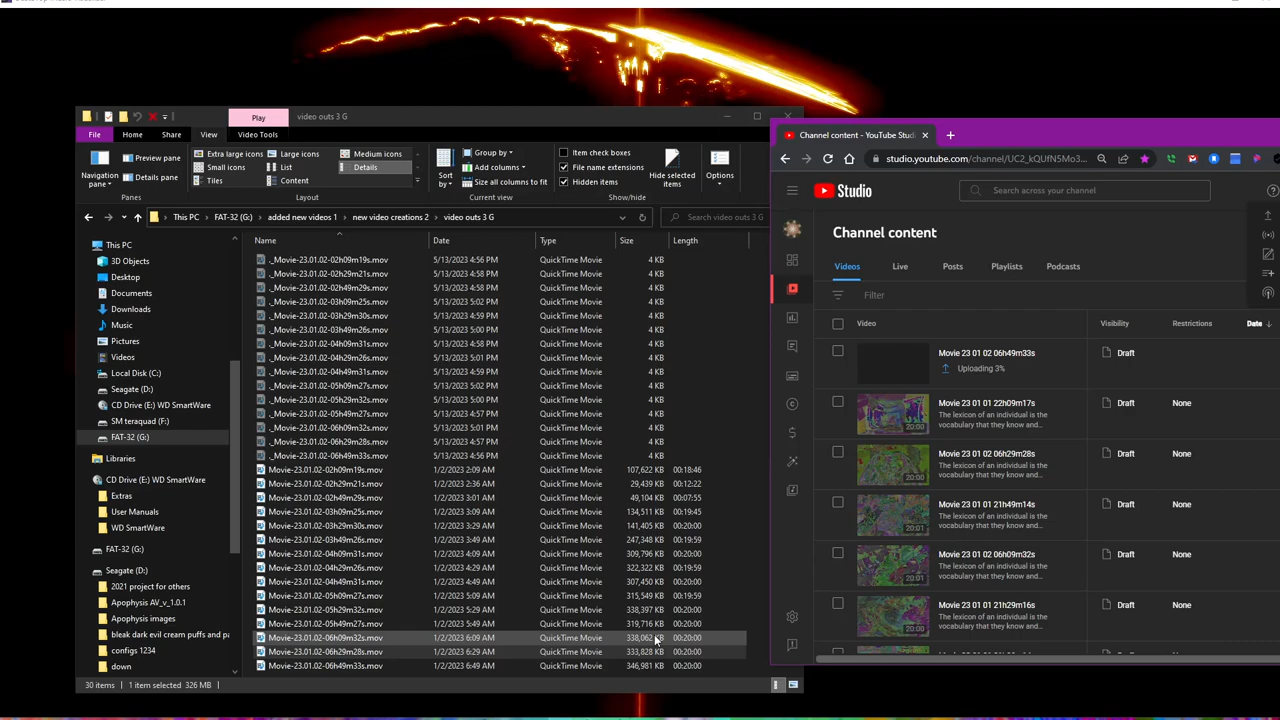 Play
video outs 3 G
File
Home
Share
View
Video Tools
Navigation pane
Preview pane
Details pane
Extra large icons
Large icons
Medium icons
Small icons
List
Details
Tiles
Content
Layout
Sort by
Group by
Add columns
Size all columns to fit
Current view
Item check boxes
File name extensions
Hidden items
Hide selected items
Show/hide
Options
This PC > FAT-32 (G:) > added new videos 1 > new video creations 2 > video outs 3 G
Search video outs 3 G
This PC
3D Objects
Desktop
Documents
Downloads
Music
Pictures
Videos
Local Disk (C:)
Seagate (D:)
CD Drive (E:) WD SmartWare
SM teraquad (F:)
FAT-32 (G:)
Libraries
CD Drive (E:) WD SmartWare
Extras
User Manuals
WD SmartWare
FAT-32 (G:)
Seagate (D:)
2021 project for others
Apophysis AV_v_1.0.1
Apophysis images
bleak dark evil cream puffs and pa
configs 1234
down
Name Date Type Size Length
._Movie-23.01.02-02h09m19s.mov 5/13/2023 4:56 PM QuickTime Movie 4 KB
._Movie-23.01.02-02h29m21s.mov 5/13/2023 4:56 PM QuickTime Movie 4 KB
._Movie-23.01.02-02h49m29s.mov 5/13/2023 4:58 PM QuickTime Movie 4 KB
._Movie-23.01.02-03h09m25s.mov 5/13/2023 5:02 PM QuickTime Movie 4 KB
._Movie-23.01.02-03h29m30s.mov 5/13/2023 4:58 PM QuickTime Movie 4 KB
._Movie-23.01.02-03h49m26s.mov 5/13/2023 5:00 PM QuickTime Movie 4 KB
._Movie-23.01.02-04h09m31s.mov 5/13/2023 5:00 PM QuickTime Movie 4 KB
._Movie-23.01.02-04h29m26s.mov 5/13/2023 5:01 PM QuickTime Movie 4 KB
._Movie-23.01.02-04h49m31s.mov 5/13/2023 4:58 PM QuickTime Movie 4 KB
._Movie-23.01.02-05h09m27s.mov 5/13/2023 5:02 PM QuickTime Movie 4 KB
._Movie-23.01.02-05h29m32s.mov 5/13/2023 5:00 PM QuickTime Movie 4 KB
._Movie-23.01.02-05h49m27s.mov 5/13/2023 4:57 PM QuickTime Movie 4 KB
._Movie-23.01.02-06h09m32s.mov 5/13/2023 5:01 PM QuickTime Movie 4 KB
._Movie-23.01.02-06h29m28s.mov 5/13/2023 4:57 PM QuickTime Movie 4 KB
._Movie-23.01.02-06h49m33s.mov 5/13/2023 4:56 PM QuickTime Movie 4 KB
Movie-23.01.02-02h09m19s.mov 1/2/2023 2:09 AM QuickTime Movie 107,622 KB 00:18:46
Movie-23.01.02-02h29m21s.mov 1/2/2023 2:36 AM QuickTime Movie 29,439 KB 00:12:22
Movie-23.01.02-02h49m29s.mov 1/2/2023 3:01 AM QuickTime Movie 49,104 KB 00:07:55
Movie-23.01.02-03h09m25s.mov 1/2/2023 3:09 AM QuickTime Movie 134,511 KB 00:19:45
Movie-23.01.02-03h29m30s.mov 1/2/2023 3:29 AM QuickTime Movie 141,405 KB 00:20:00
Movie-23.01.02-03h49m26s.mov 1/2/2023 3:49 AM QuickTime Movie 247,348 KB 00:19:59
Movie-23.01.02-04h09m31s.mov 1/2/2023 4:09 AM QuickTime Movie 309,796 KB 00:20:00
Movie-23.01.02-04h29m26s.mov 1/2/2023 4:29 AM QuickTime Movie 322,322 KB 00:19:59
Movie-23.01.02-04h49m31s.mov 1/2/2023 4:49 AM QuickTime Movie 307,450 KB 00:20:00
Movie-23.01.02-05h09m27s.mov 1/2/2023 5:09 AM QuickTime Movie 315,549 KB 00:19:59
Movie-23.01.02-05h29m32s.mov 1/2/2023 5:29 AM QuickTime Movie 338,397 KB 00:20:00
Movie-23.01.02-05h49m27s.mov 1/2/2023 5:49 AM QuickTime Movie 319,716 KB 00:20:00
Movie-23.01.02-06h09m32s.mov 1/2/2023 6:09 AM QuickTime Movie 338,062 KB 00:20:00
Movie-23.01.02-06h29m28s.mov 1/2/2023 6:29 AM QuickTime Movie 333,828 KB 00:20:00
Movie-23.01.02-06h49m33s.mov 1/2/2023 6:49 AM QuickTime Movie 346,981 KB 00:20:00
30 items 1 item selected 326 MB
Channel content - YouTube Stud
studio.youtube.com/channel/UC2_kQUfN5Mo3...
Studio
Search across your channel
Channel content
Videos Live Posts Playlists Podcasts
Filter
Video Visibility Restrictions Date
Movie 23 01 02 06h49m33s Draft
Uploading 3%
Movie 23 01 01 22h09m17s Draft None
The lexicon of an individual is the
vocabulary that they know and...
20:00
Movie 23 01 02 06h29m28s Draft None
The lexicon of an individual is the
vocabulary that they know and...
20:00
Movie 23 01 01 21h49m14s Draft None
The lexicon of an individual is the
vocabulary that they know and...
20:01
Movie 23 01 02 06h09m32s Draft None
The lexicon of an individual is the
vocabulary that they know and...
20:01
Movie 23 01 01 21h29m16s Draft None
The lexicon of an individual is the
vocabulary that they know and...
20:00